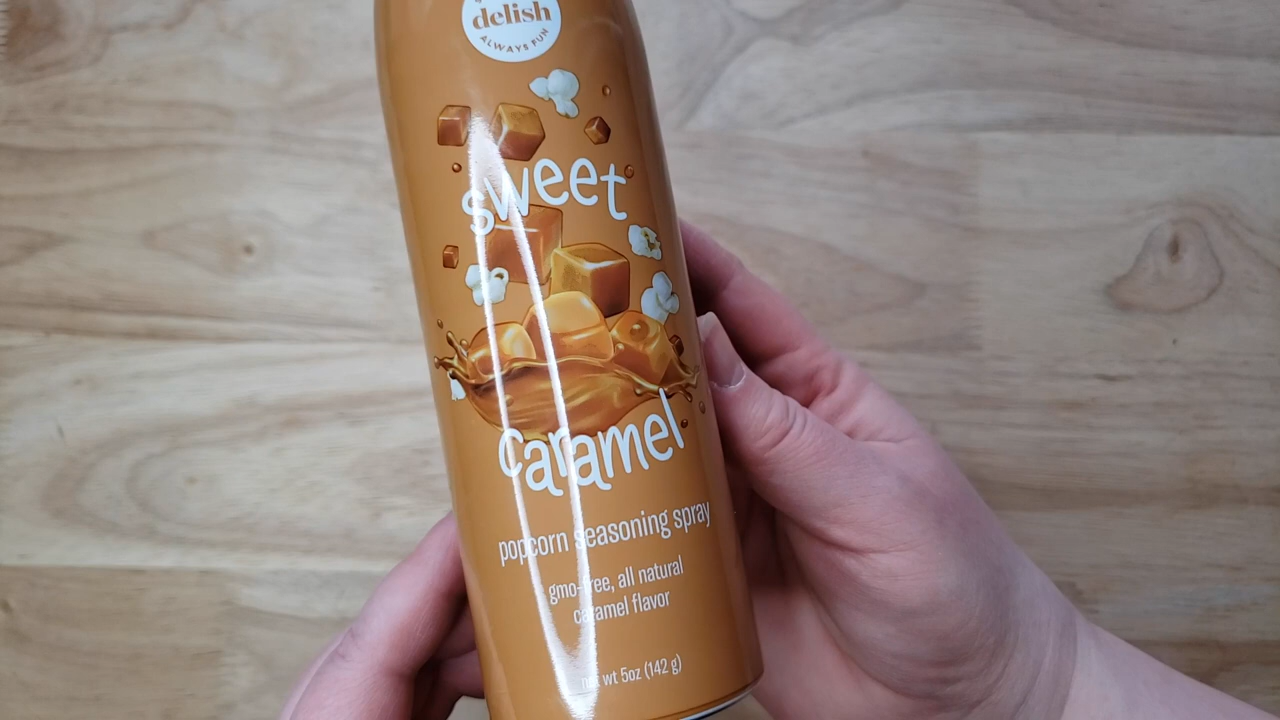 delish
ALWAYS FUN
sweet
caramel
popcorn seasoning spray
gmo-free, all natural
caramel flavor
net wt 5oz (142 g)